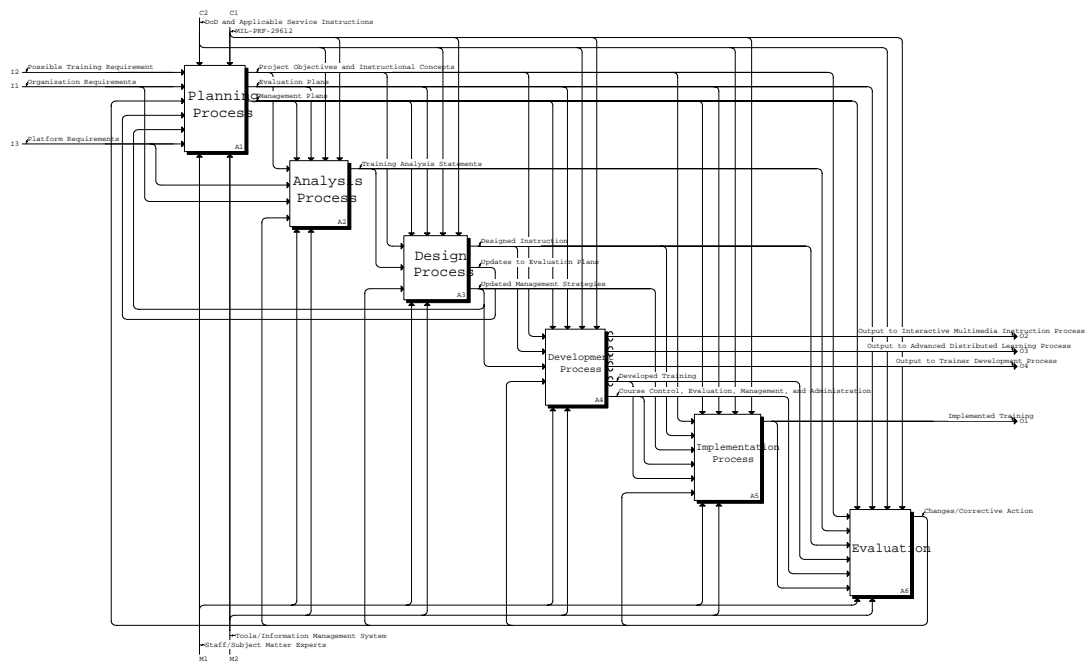 C2 C1
DoD and Applicable Service Instructions
MIL-PRF-29612
I2 Possible Training Requirement
Project Objectives and Instructional Concepts
I1 Organization Requirements
Evaluation Plans
Management Plans
Planning
Process
A1
I3 Platform Requirements
Training Analysis Statements
Analysis
Process
A2
Designed Instruction
Design
Process
A3
Updates to Evaluation Plans
Updated Management Strategies
Output to Interactive Multimedia Instruction Process O2
Output to Advanced Distributed Learning Process O3
Output to Trainer Development Process O4
Development
Process
A4
Developed Training
Course Control, Evaluation, Management, and Administration
Implemented Training O1
Implementation
Process
A5
Changes/Corrective Action
Evaluation
A6
Tools/Information Management System
Staff/Subject Matter Experts
M1 M2